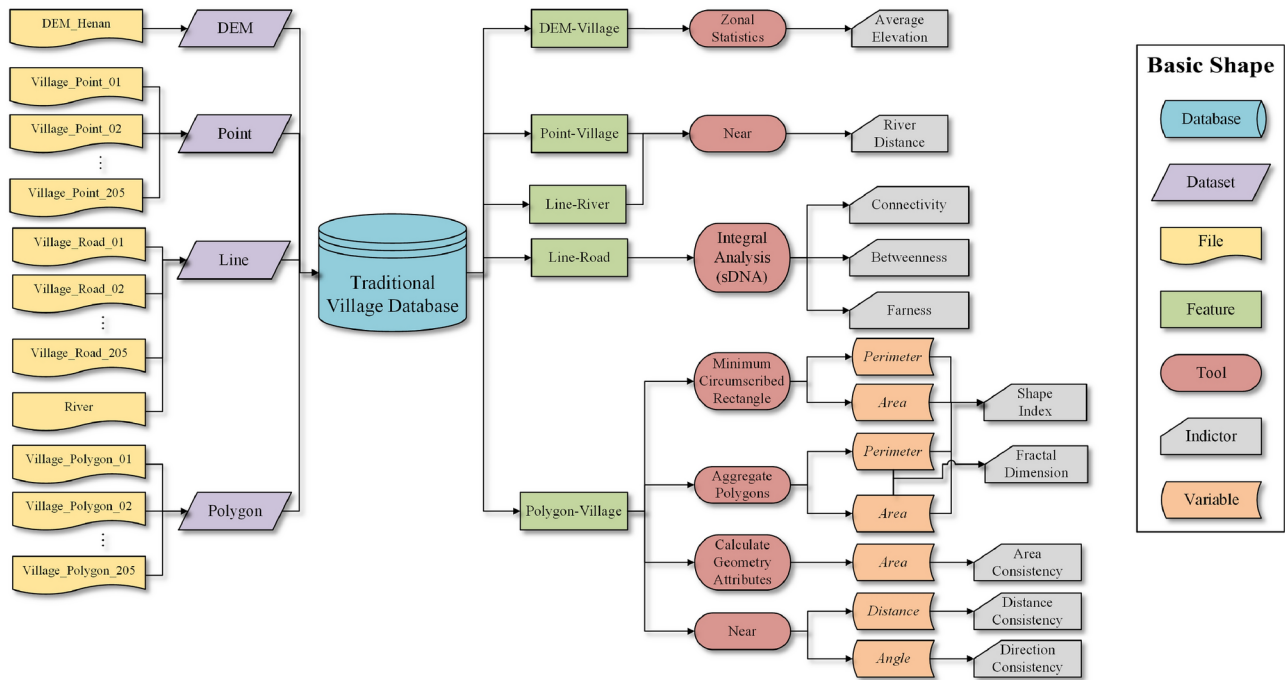 DEM_Henan
DEM
Village_Point_01
Village_Point_02
⋮
Village_Point_205
Point
Village_Road_01
Village_Road_02
⋮
Village_Road_205
River
Line
Village_Polygon_01
Village_Polygon_02
⋮
Village_Polygon_205
Polygon
Traditional
Village Database
DEM-Village
Zonal
Statistics
Average
Elevation
Point-Village
Near
River
Distance
Line-River
Line-Road
Integral
Analysis
(sDNA)
Connectivity
Betweenness
Farness
Polygon-Village
Minimum
Circumscribed
Rectangle
Perimeter
Area
Shape
Index
Aggregate
Polygons
Perimeter
Area
Fractal
Dimension
Calculate
Geometry
Attributes
Area
Area
Consistency
Near
Distance
Distance
Consistency
Angle
Direction
Consistency
Basic Shape
Database
Dataset
File
Feature
Tool
Indictor
Variable